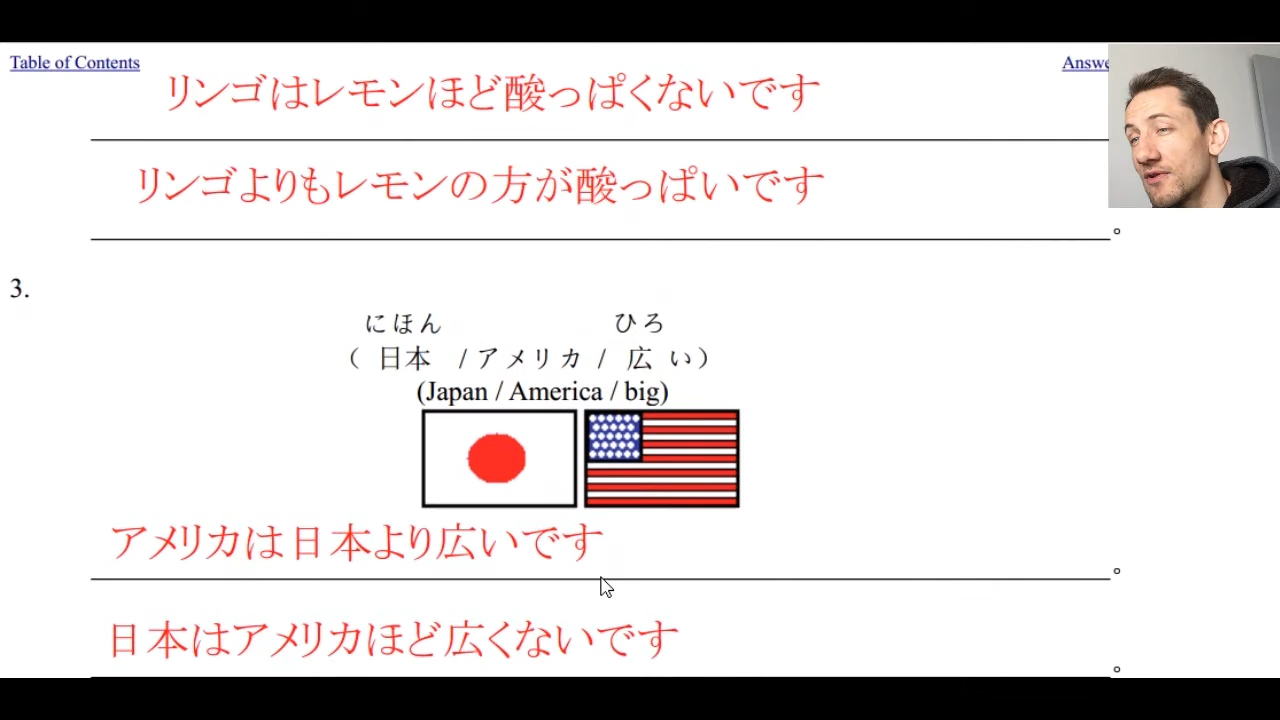 Table of Contents
Answe
リンゴはレモンほど酸っぱくないです
リンゴよりもレモンの方が酸っぱいです
。
3.
にほん ひろ
（ 日本 / アメリカ / 広 い）
(Japan / America / big)
アメリカは日本より広いです
。
日本はアメリカほど広くないです
。